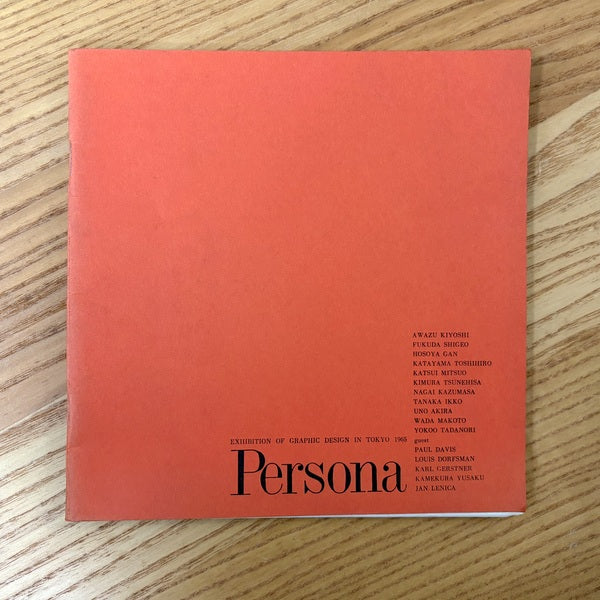 AWAZU KIYOSHI
FUKUDA SHIGEO
HOSOYA GAN
KATAYAMA TOSHIHIRO
KATSUI MITSUO
KIMURA TSUNEHISA
NAGAI KAZUMASA
TANAKA IKKO
UNO AKIRA
WADA MAKOTO
YOKOO TADANORI
guest
PAUL DAVIS
LOUIS DORFSMAN
KARL GERSTNER
KAMEKURA YUSAKU
JAN LENICA
EXHIBITION OF GRAPHIC DESIGN IN TOKYO 1965
Persona